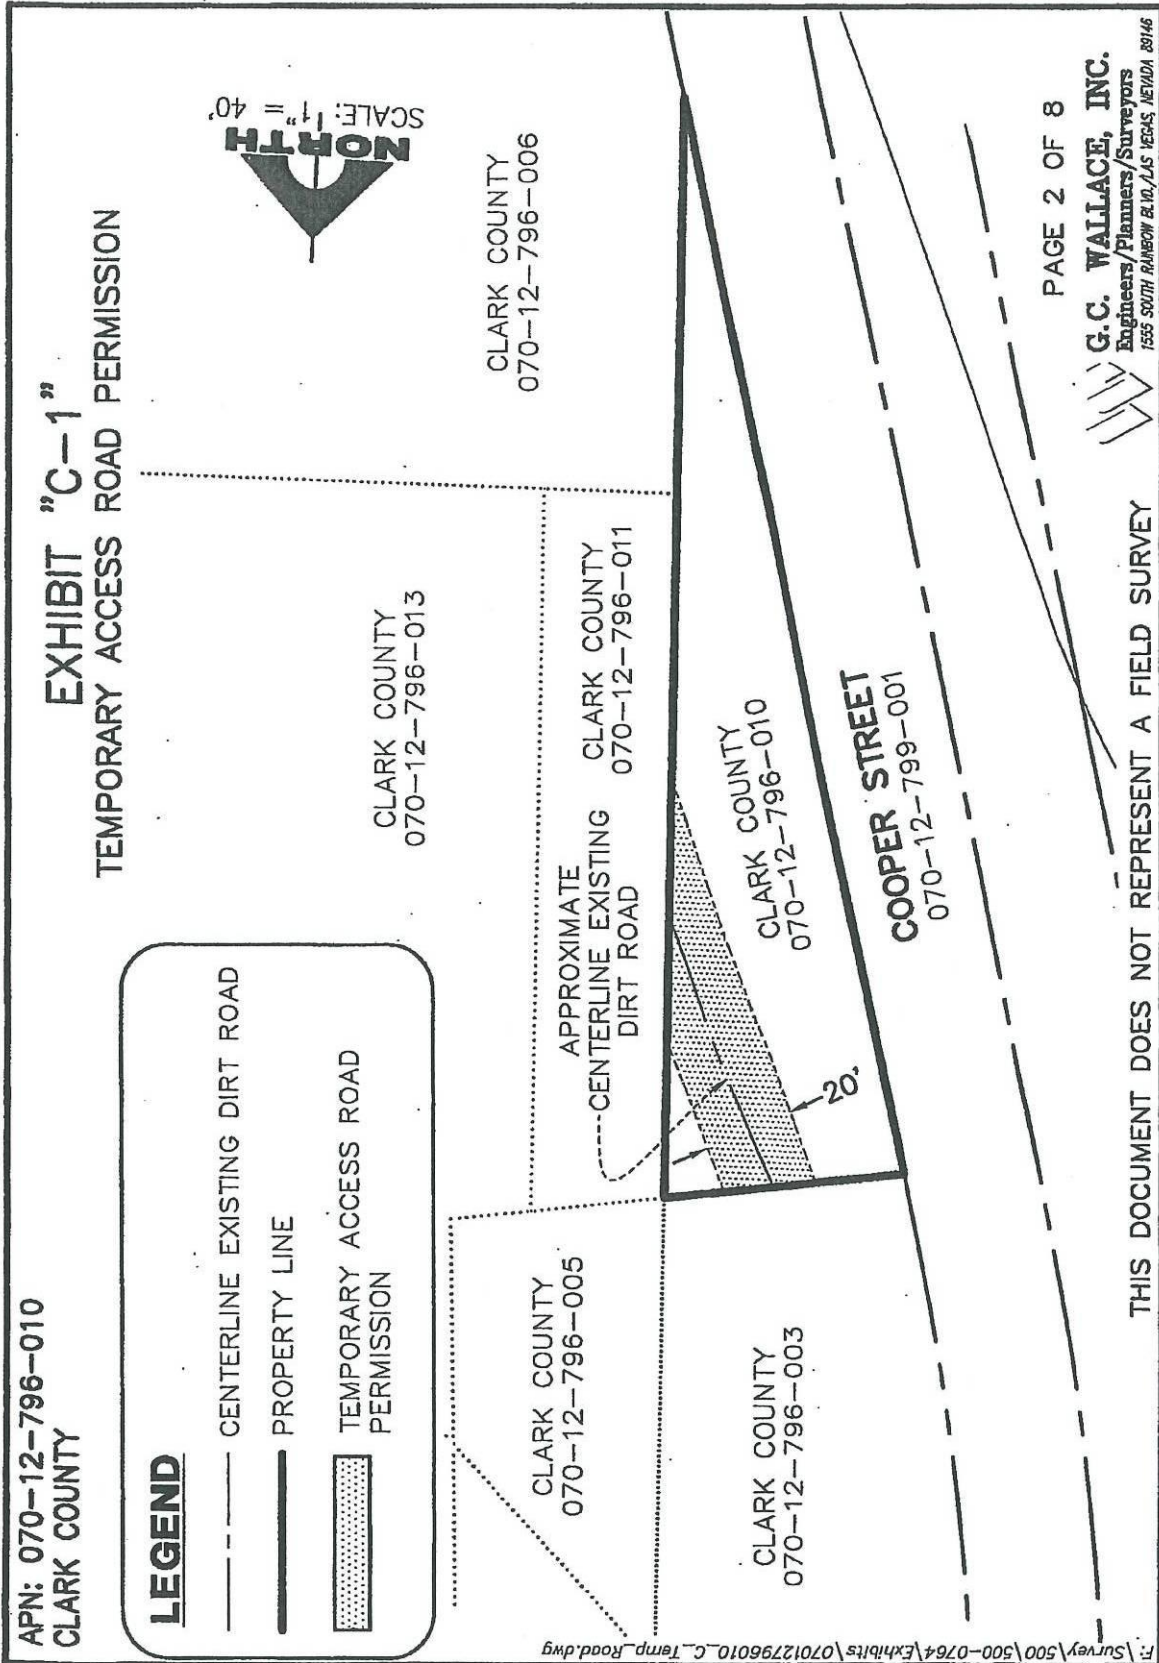 APN: 070-12-796-010
CLARK COUNTY
EXHIBIT "C-1"
TEMPORARY ACCESS ROAD PERMISSION
LEGEND
CENTERLINE EXISTING DIRT ROAD
PROPERTY LINE
TEMPORARY ACCESS ROAD
PERMISSION
NORTH
SCALE: 1"= 40'
CLARK COUNTY
070-12-796-013
CLARK COUNTY
070-12-796-006
CLARK COUNTY
070-12-796-005
APPROXIMATE
CENTERLINE EXISTING
DIRT ROAD
CLARK COUNTY
070-12-796-011
CLARK COUNTY
070-12-796-003
20'
CLARK COUNTY
070-12-796-010
COOPER STREET
070-12-799-001
PAGE 2 OF 8
G.C. WALLACE, INC.
Engineers/Planners/Surveyors
1555 SOUTH RAINBOW BLVD./LAS VEGAS, NEVADA 89146
THIS DOCUMENT DOES NOT REPRESENT A FIELD SURVEY
F:\Survey\500\500-0764\Exhibits\07012796010_C_Temp_Road.dwg